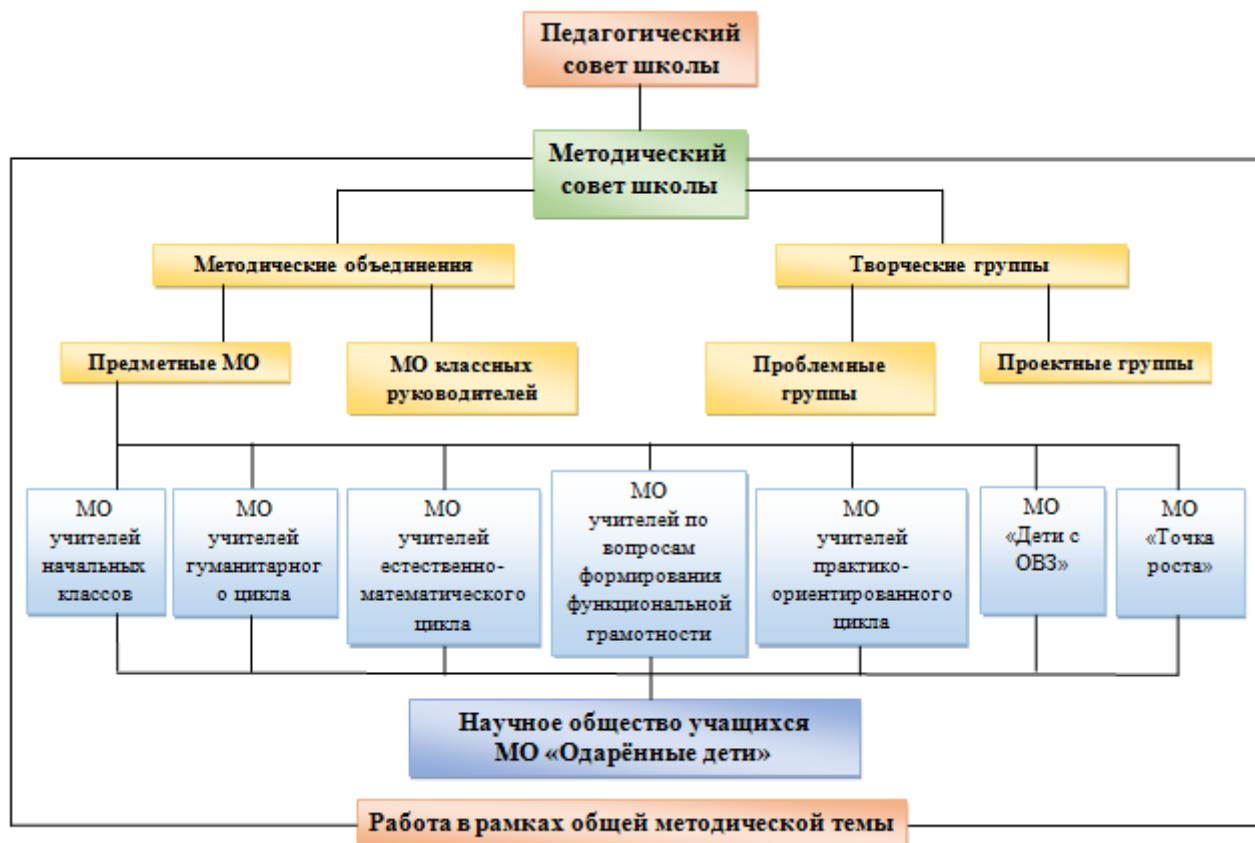 Педагогический
совет школы
Методический
совет школы
Методические объединения
Творческие группы
Предметные МО
МО классных
руководителей
Проблемные
группы
Проектные группы
МО
учителей
начальных
классов
МО
учителей
гуманитарног
о цикла
МО
учителей
естественно-
математического
цикла
МО
учителей по
вопросам
формирования
функциональной
грамотности
МО
учителей
практико-
ориентированного
цикла
МО
«Дети с
ОВЗ»
МО
«Точка
роста»
Научное общество учащихся
МО «Одарённые дети»
Работа в рамках общей методической темы